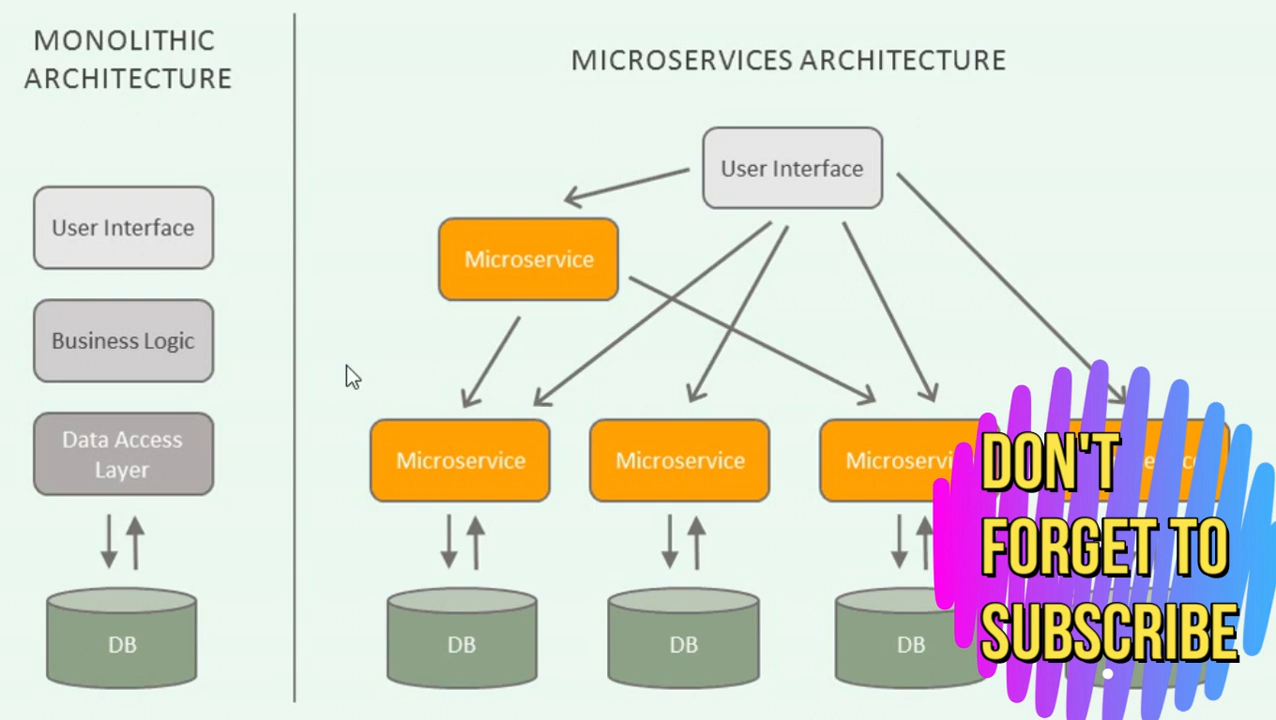 MONOLITHIC
ARCHITECTURE
User Interface
Business Logic
Data Access
Layer
DB
MICROSERVICES ARCHITECTURE
User Interface
Microservice
Microservice
Microservice
DB
DB
DB
DON'T
FORGET TO
SUBSCRIBE